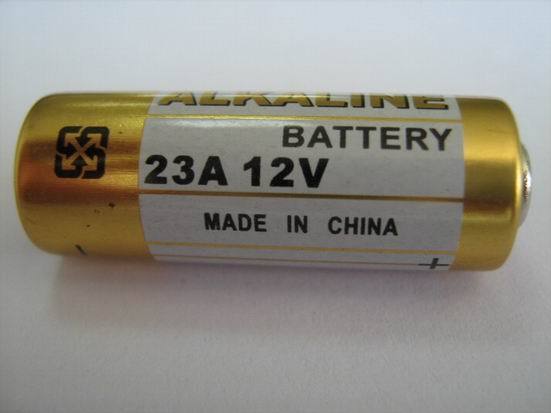 ALKALINE
BATTERY
23A 12V
MADE IN CHINA
- +